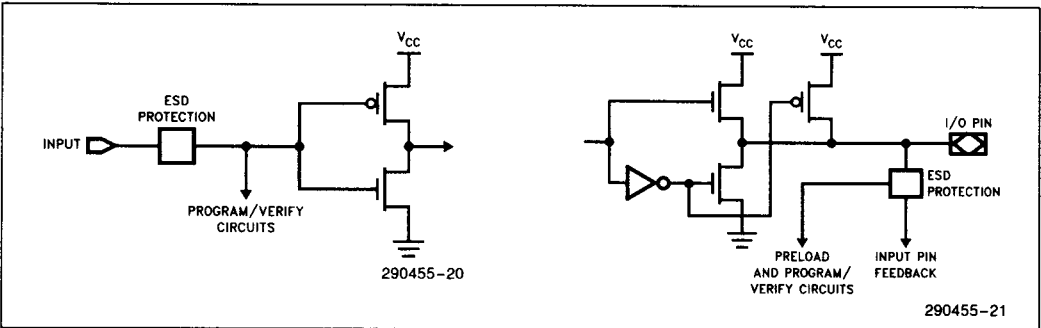 VCC
ESD
PROTECTION
INPUT
PROGRAM/VERIFY
CIRCUITS
290455-20
VCC
VCC
I/O PIN
ESD
PROTECTION
PRELOAD
AND PROGRAM/
VERIFY CIRCUITS
INPUT PIN
FEEDBACK
290455-21